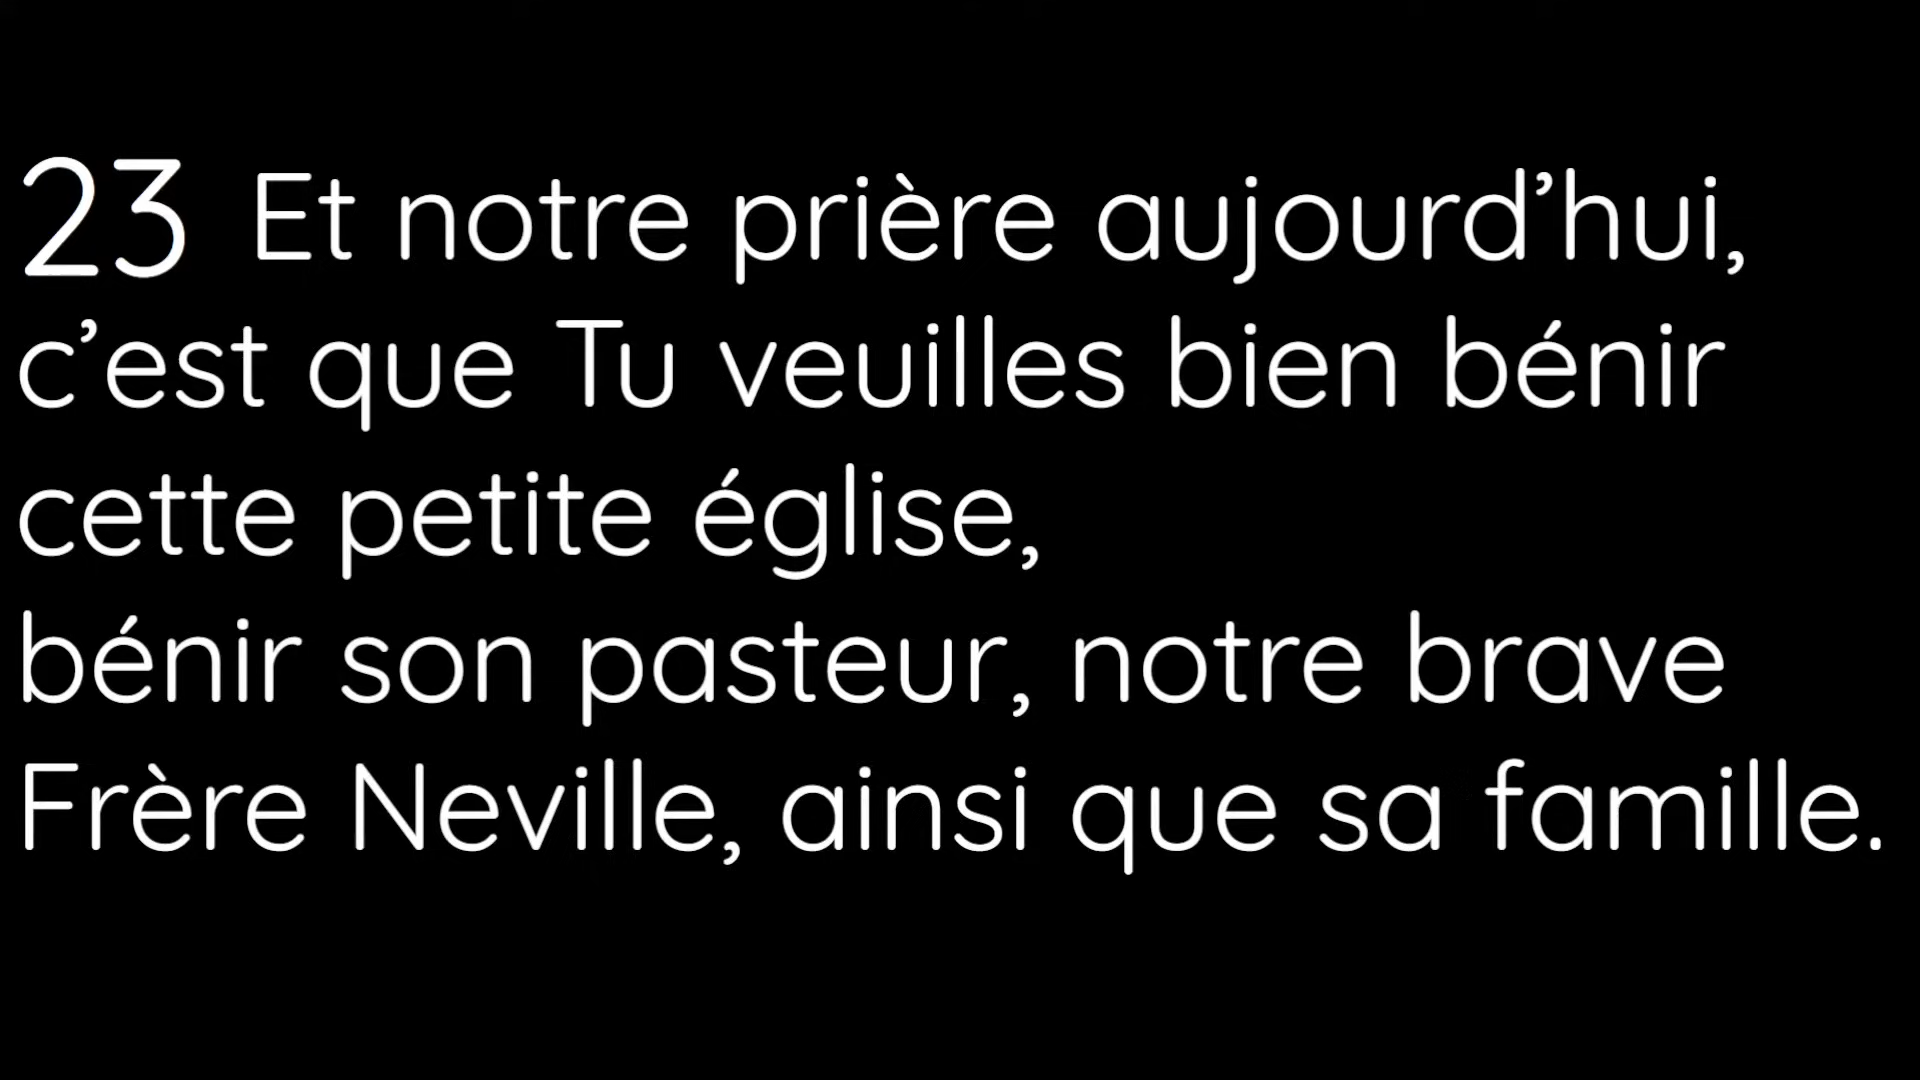 23 Et notre prière aujourd’hui,
c’est que Tu veuilles bien bénir
cette petite église,
bénir son pasteur, notre brave
Frère Neville, ainsi que sa famille.